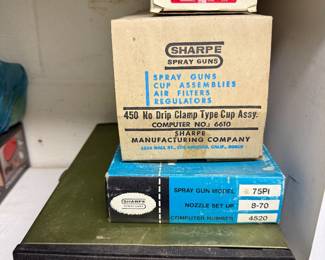 SHARPE
SPRAY GUNS
SPRAY GUNS
CUP ASSEMBLIES
AIR FILTERS
REGULATORS
450 No Drip Clamp Type Cup Assy.
COMPUTER NO.: 6610
SHARPE
MANUFACTURING COMPANY
SHARPE
SPRAY GUN MODEL 75PI
NOZZLE SET UP 8-70
COMPUTER NUMBER 4520